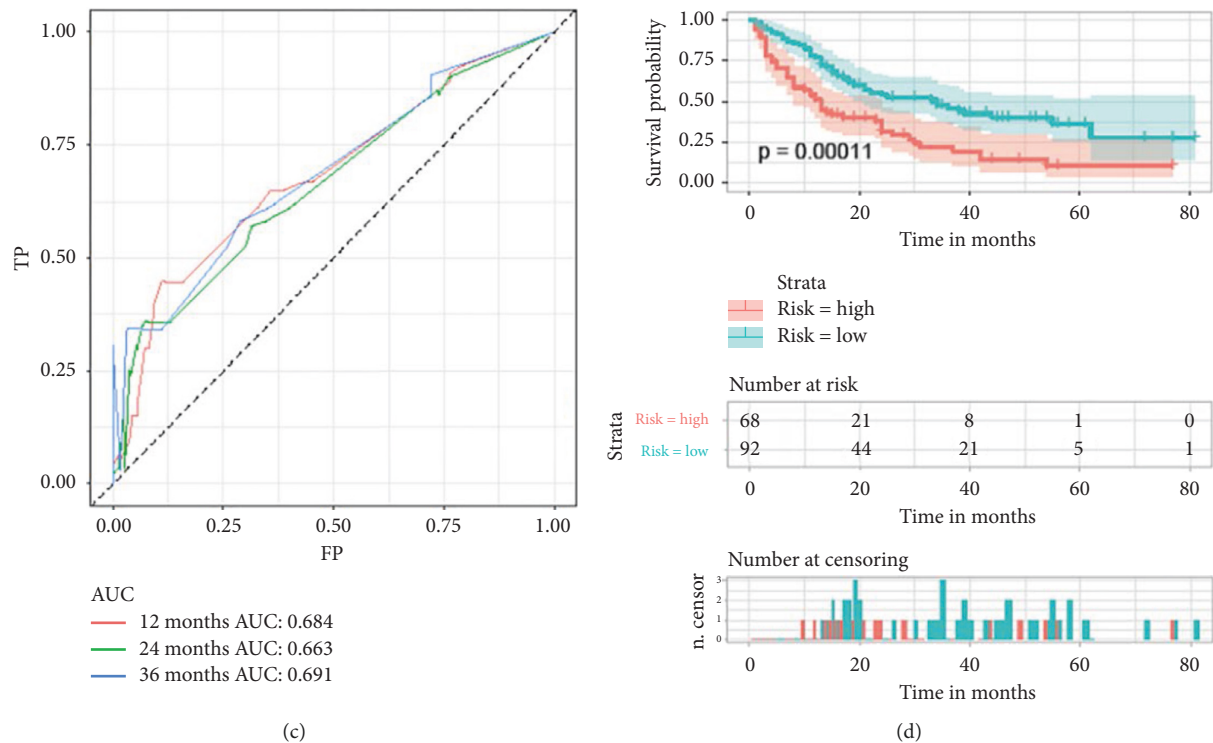 1.00
0.75
0.50
0.25
0.00
TP
0.00 0.25 0.50 0.75 1.00
FP
AUC
12 months AUC: 0.684
24 months AUC: 0.663
36 months AUC: 0.691
(c)
1.00
0.75
0.50
0.25
0.00
Survival probability
p = 0.00011
0 20 40 60 80
Time in months
Strata
Risk = high
Risk = low
Number at risk
Strata
Risk = high 68 21 8 1 0
Risk = low 92 44 21 5 1
0 20 40 60 80
Time in months
Number at censoring
n. censor
3
2
1
0
0 20 40 60 80
Time in months
(d)